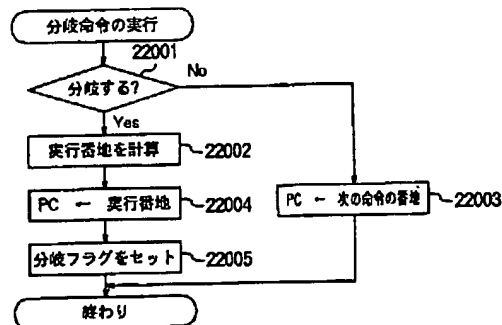 分岐命令の実行
22001
分岐する?
No
Yes
実行番地を計算
22002
PC ← 実行番地
22004
PC ← 次の命令の番地
22003
分岐フラグをセット
22005
終わり